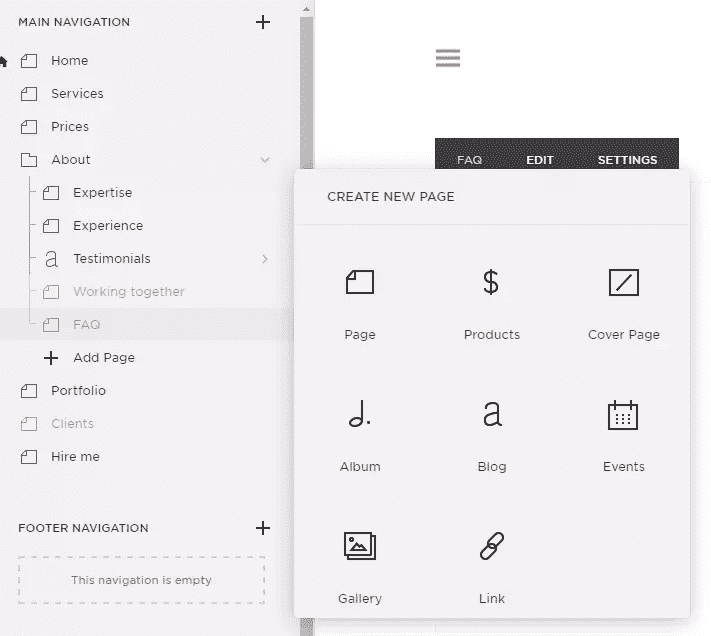 MAIN NAVIGATION
Home
Services
Prices
About
Expertise
Experience
Testimonials
Working together
FAQ
Add Page
Portfolio
Clients
Hire me
FOOTER NAVIGATION
This navigation is empty
FAQ EDIT SETTINGS
CREATE NEW PAGE
Page Products Cover Page
Album Blog Events
Gallery Link